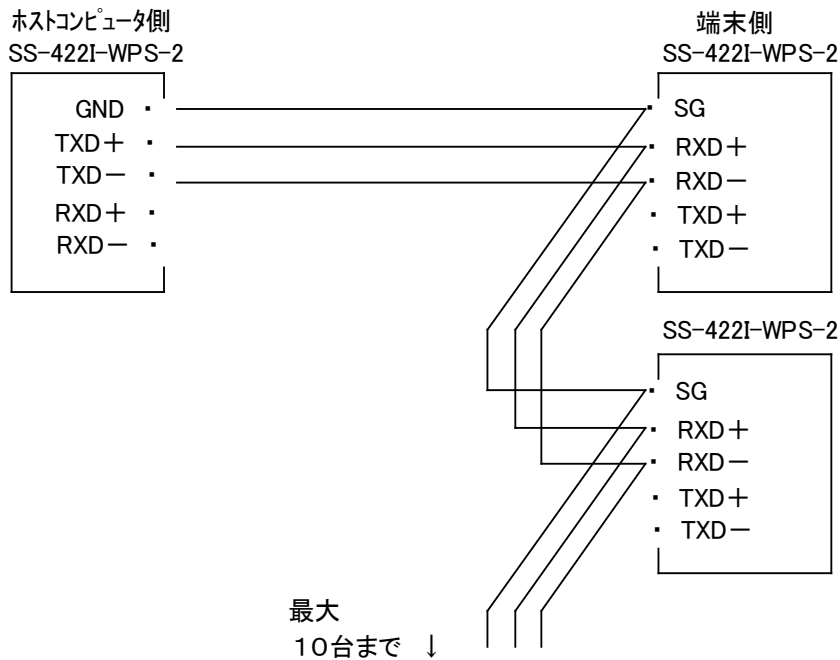 ホストコンピュータ側
SS-422I-WPS-2
GND
TXD＋
TXD－
RXD＋
RXD－
端末側
SS-422I-WPS-2
SG
RXD＋
RXD－
TXD＋
TXD－
SS-422I-WPS-2
SG
RXD＋
RXD－
TXD＋
TXD－
最大
１０台まで ↓